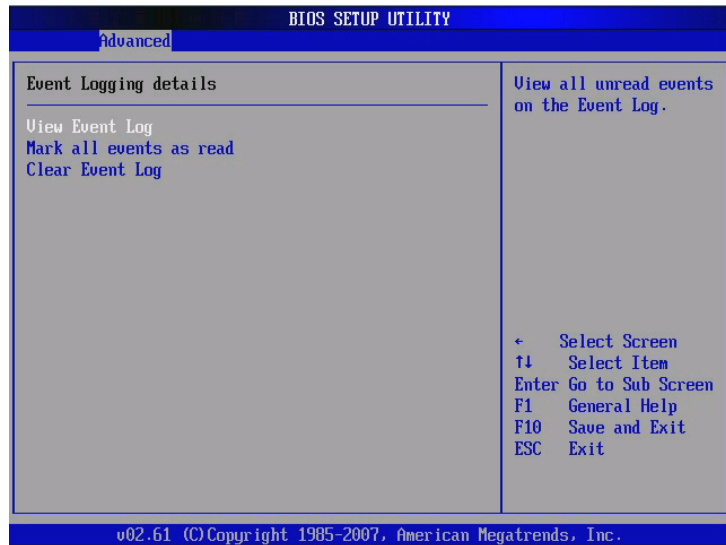 BIOS SETUP UTILITY
Advanced
Event Logging details
View Event Log
Mark all events as read
Clear Event Log
View all unread events
on the Event Log.
← Select Screen
↑↓ Select Item
Enter Go to Sub Screen
F1 General Help
F10 Save and Exit
ESC Exit
v02.61 (C)Copyright 1985-2007, American Megatrends, Inc.